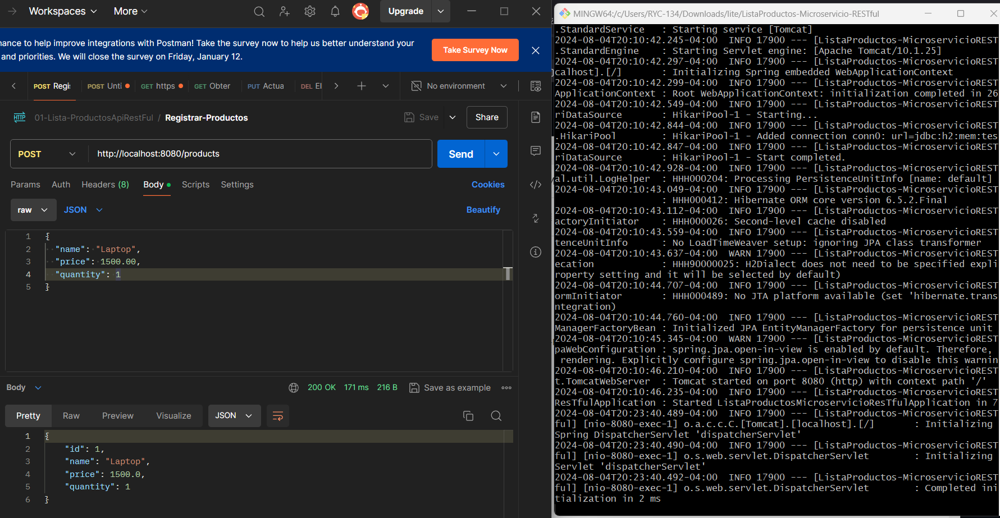 Workspaces
More
Upgrade
nance to help improve integrations with Postman! Take the survey now to help us better understand your
and priorities. We will close the survey on Friday, January 12.
Take Survey Now
POST Regis
POST Unti
GET https
GET Obter
PUT Actua
DEL El
No environment
HTTP
01-Lista-ProductosApiRestFul / Registrar-Productos
Save
Share
POST
http://localhost:8080/products
Send
Params
Auth
Headers (8)
Body
Scripts
Settings
Cookies
raw
JSON
Beautify
1 {
2 "name": "Laptop",
3 "price": 1500.00,
4 "quantity": 1
5 }
Body
200 OK
171 ms
216 B
Save as example
Pretty
Raw
Preview
Visualize
JSON
1 {
2 "id": 1,
3 "name": "Laptop",
4 "price": 1500.0,
5 "quantity": 1
6 }
MINGW64:/c/Users/RYC-134/Downloads/lite/ListaProductos-Microservicio-RESTful
.StandardService : Starting service [Tomcat]
2024-08-04T20:10:42.245-04:00 INFO 17900 --- [ListaProductos-MicroservicioREST
.StandardEngine : Starting Servlet engine: [Apache Tomcat/10.1.25]
2024-08-04T20:10:42.297-04:00 INFO 17900 --- [ListaProductos-MicroservicioREST
calhost].[/] : Initializing Spring embedded WebApplicationContext
2024-08-04T20:10:42.299-04:00 INFO 17900 --- [ListaProductos-MicroservicioREST
ApplicationContext : Root WebApplicationContext: initialization completed in 26
2024-08-04T20:10:42.549-04:00 INFO 17900 --- [ListaProductos-MicroservicioREST
riDataSource : HikariPool-1 - Starting...
2024-08-04T20:10:42.844-04:00 INFO 17900 --- [ListaProductos-MicroservicioREST
.HikariPool : HikariPool-1 - Added connection conn0: url=jdbc:h2:mem:tes
2024-08-04T20:10:42.847-04:00 INFO 17900 --- [ListaProductos-MicroservicioREST
riDataSource : HikariPool-1 - Start completed.
2024-08-04T20:10:42.928-04:00 INFO 17900 --- [ListaProductos-MicroservicioREST
al.util.LogHelper : HHH000204: Processing PersistenceUnitInfo [name: default]
2024-08-04T20:10:43.049-04:00 INFO 17900 --- [ListaProductos-MicroservicioREST
: HHH000412: Hibernate ORM core version 6.5.2.Final
2024-08-04T20:10:43.112-04:00 INFO 17900 --- [ListaProductos-MicroservicioREST
actoryInitiator : HHH000026: Second-level cache disabled
2024-08-04T20:10:43.559-04:00 INFO 17900 --- [ListaProductos-MicroservicioREST
tenceUnitInfo : No LoadTimeWeaver setup: ignoring JPA class transformer
2024-08-04T20:10:43.637-04:00 WARN 17900 --- [ListaProductos-MicroservicioREST
ecation : HHH90000025: H2Dialect does not need to be specified expli
roperty setting and it will be selected by default)
2024-08-04T20:10:44.707-04:00 INFO 17900 --- [ListaProductos-MicroservicioREST
ormInitiator : HHH000489: No JTA platform available (set 'hibernate.trans
ntegration)
2024-08-04T20:10:44.760-04:00 INFO 17900 --- [ListaProductos-MicroservicioREST
ManagerFactoryBean : Initialized JPA EntityManagerFactory for persistence unit
2024-08-04T20:10:45.345-04:00 WARN 17900 --- [ListaProductos-MicroservicioREST
paWebConfiguration : spring.jpa.open-in-view is enabled by default. Therefore,
rendering. Explicitly configure spring.jpa.open-in-view to disable this warnin
2024-08-04T20:10:46.210-04:00 INFO 17900 --- [ListaProductos-MicroservicioREST
t.TomcatWebServer : Tomcat started on port 8080 (http) with context path '/'
2024-08-04T20:10:46.235-04:00 INFO 17900 --- [ListaProductos-MicroservicioREST
ResTfulApplication : Started ListaProductosMicroservicioResTfulApplication in 7
2024-08-04T20:23:40.489-04:00 INFO 17900 --- [ListaProductos-MicroservicioREST
ful] [nio-8080-exec-1] o.a.c.c.C.[Tomcat].[localhost].[/] : Initializing
Spring DispatcherServlet 'dispatcherServlet'
2024-08-04T20:23:40.490-04:00 INFO 17900 --- [ListaProductos-MicroservicioREST
ful] [nio-8080-exec-1] o.s.web.servlet.DispatcherServlet : Initializing
Servlet 'dispatcherServlet'
2024-08-04T20:23:40.492-04:00 INFO 17900 --- [ListaProductos-MicroservicioREST
ful] [nio-8080-exec-1] o.s.web.servlet.DispatcherServlet : Completed ini
tialization in 2 ms